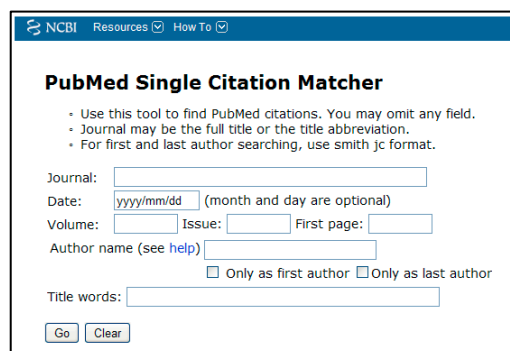 NCBI Resources How To
PubMed Single Citation Matcher
Use this tool to find PubMed citations. You may omit any field.
Journal may be the full title or the title abbreviation.
For first and last author searching, use smith jc format.
Journal:
Date: yyyy/mm/dd (month and day are optional)
Volume: Issue: First page:
Author name (see help)
Only as first author Only as last author
Title words:
Go Clear